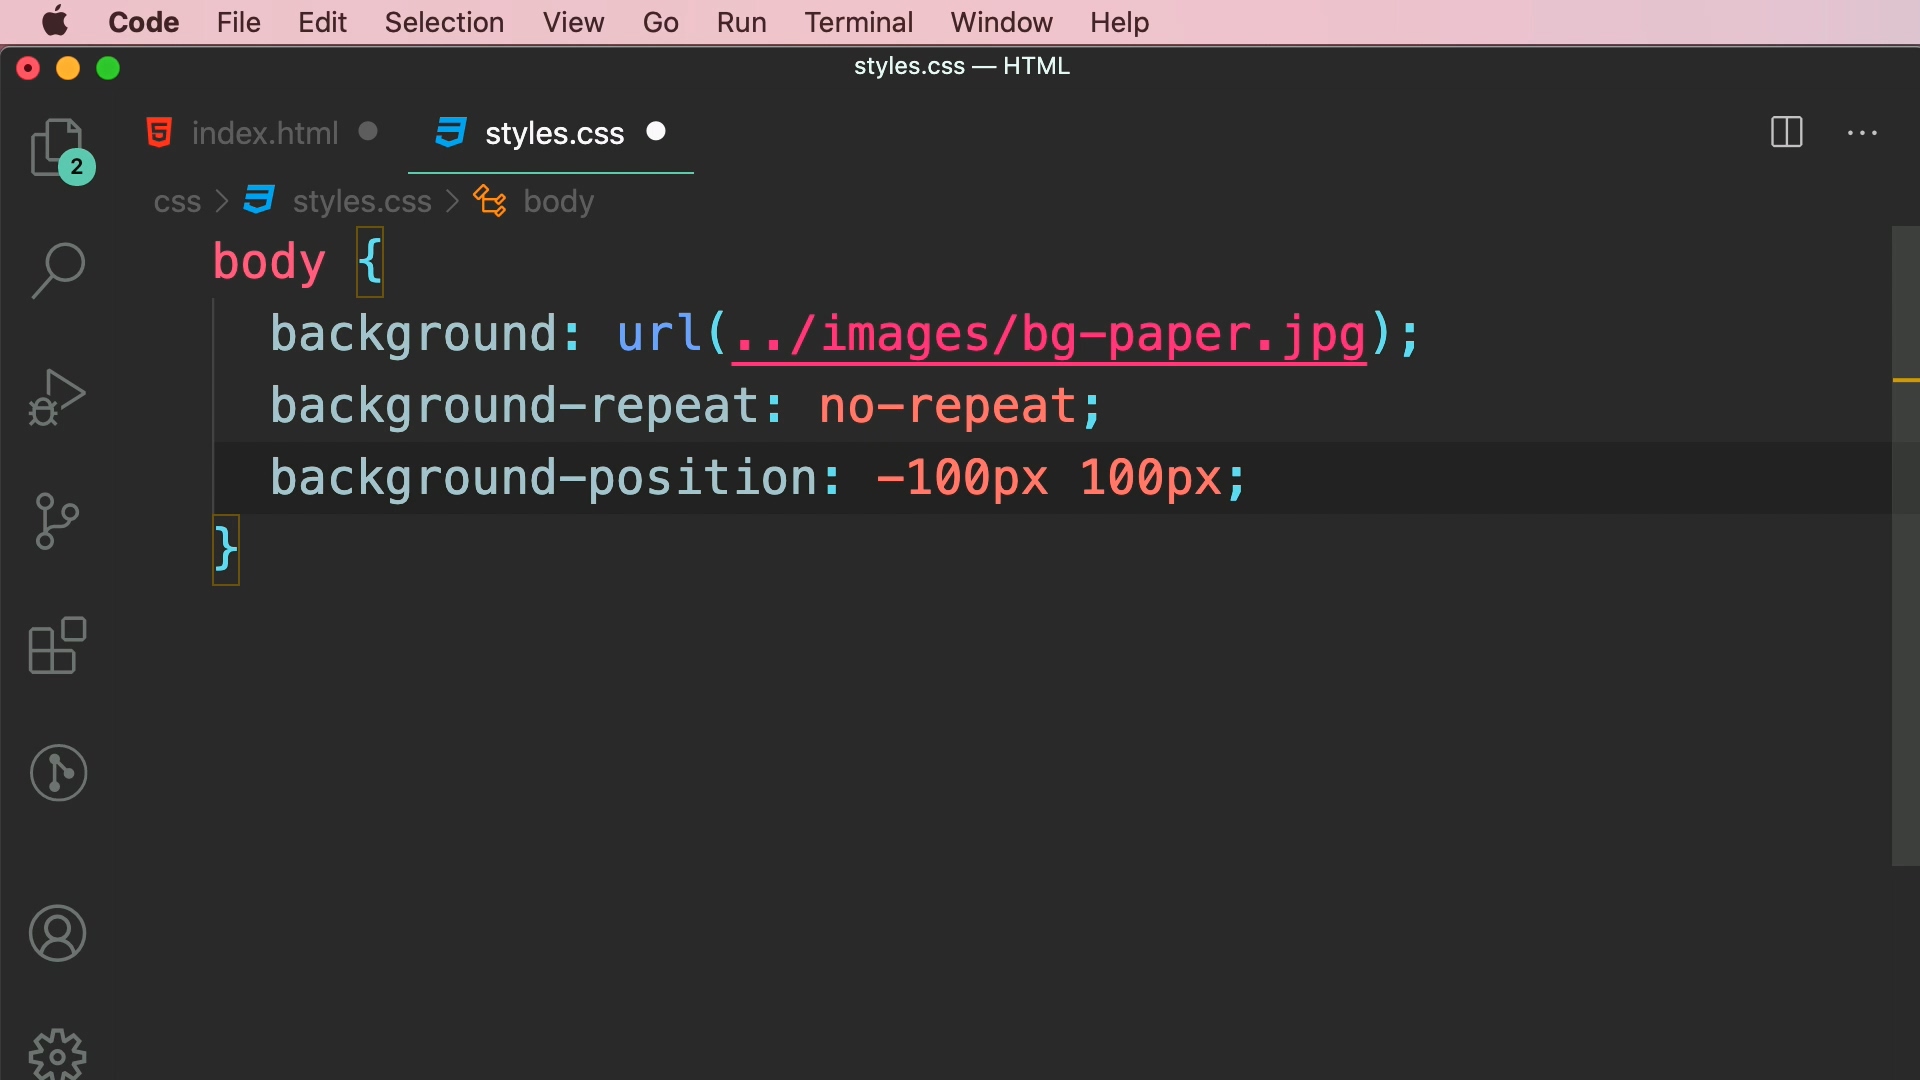 Code File Edit Selection View Go Run Terminal Window Help
styles.css — HTML
index.html styles.css
2
css > styles.css > body
body {
background: url(../images/bg-paper.jpg);
background-repeat: no-repeat;
background-position: -100px 100px;
}